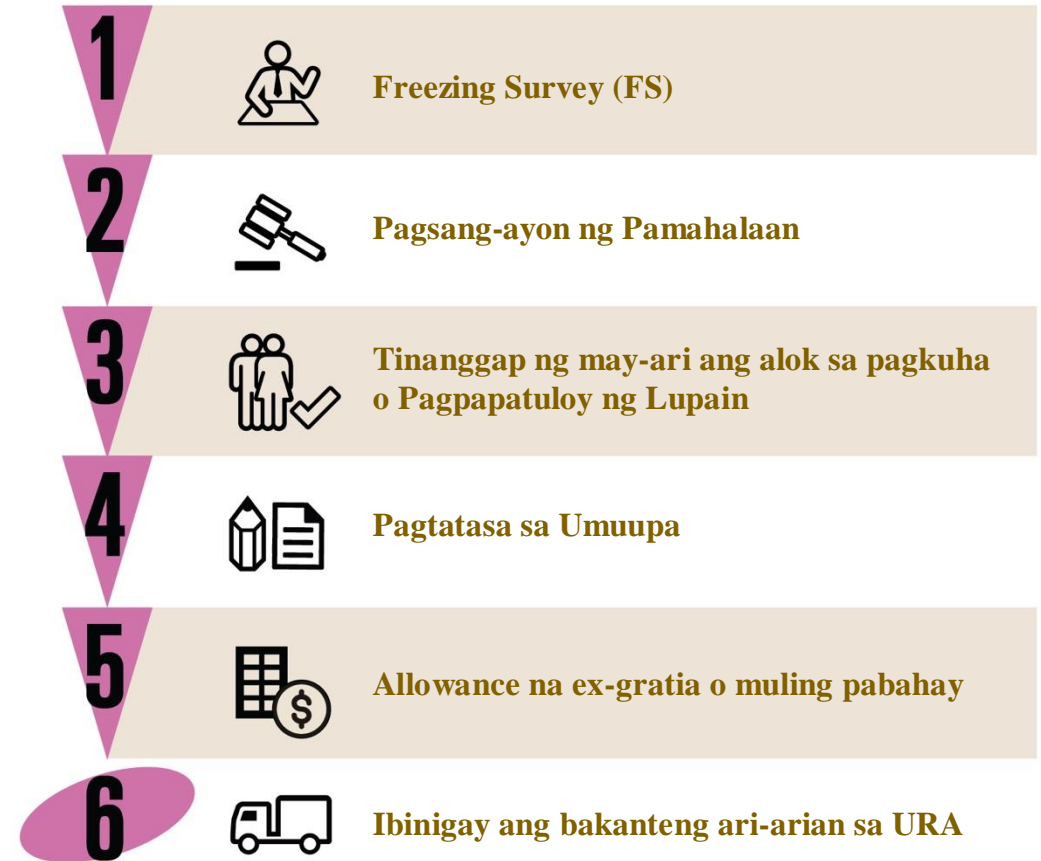 1
Freezing Survey (FS)
2
Pagsang-ayon ng Pamahalaan
3
Tinanggap ng may-ari ang alok sa pagkuha
o Pagpapatuloy ng Lupain
4
Pagtatasa sa Umuupa
5
$
Allowance na ex-gratia o muling pabahay
6
Ibinigay ang bakanteng ari-arian sa URA